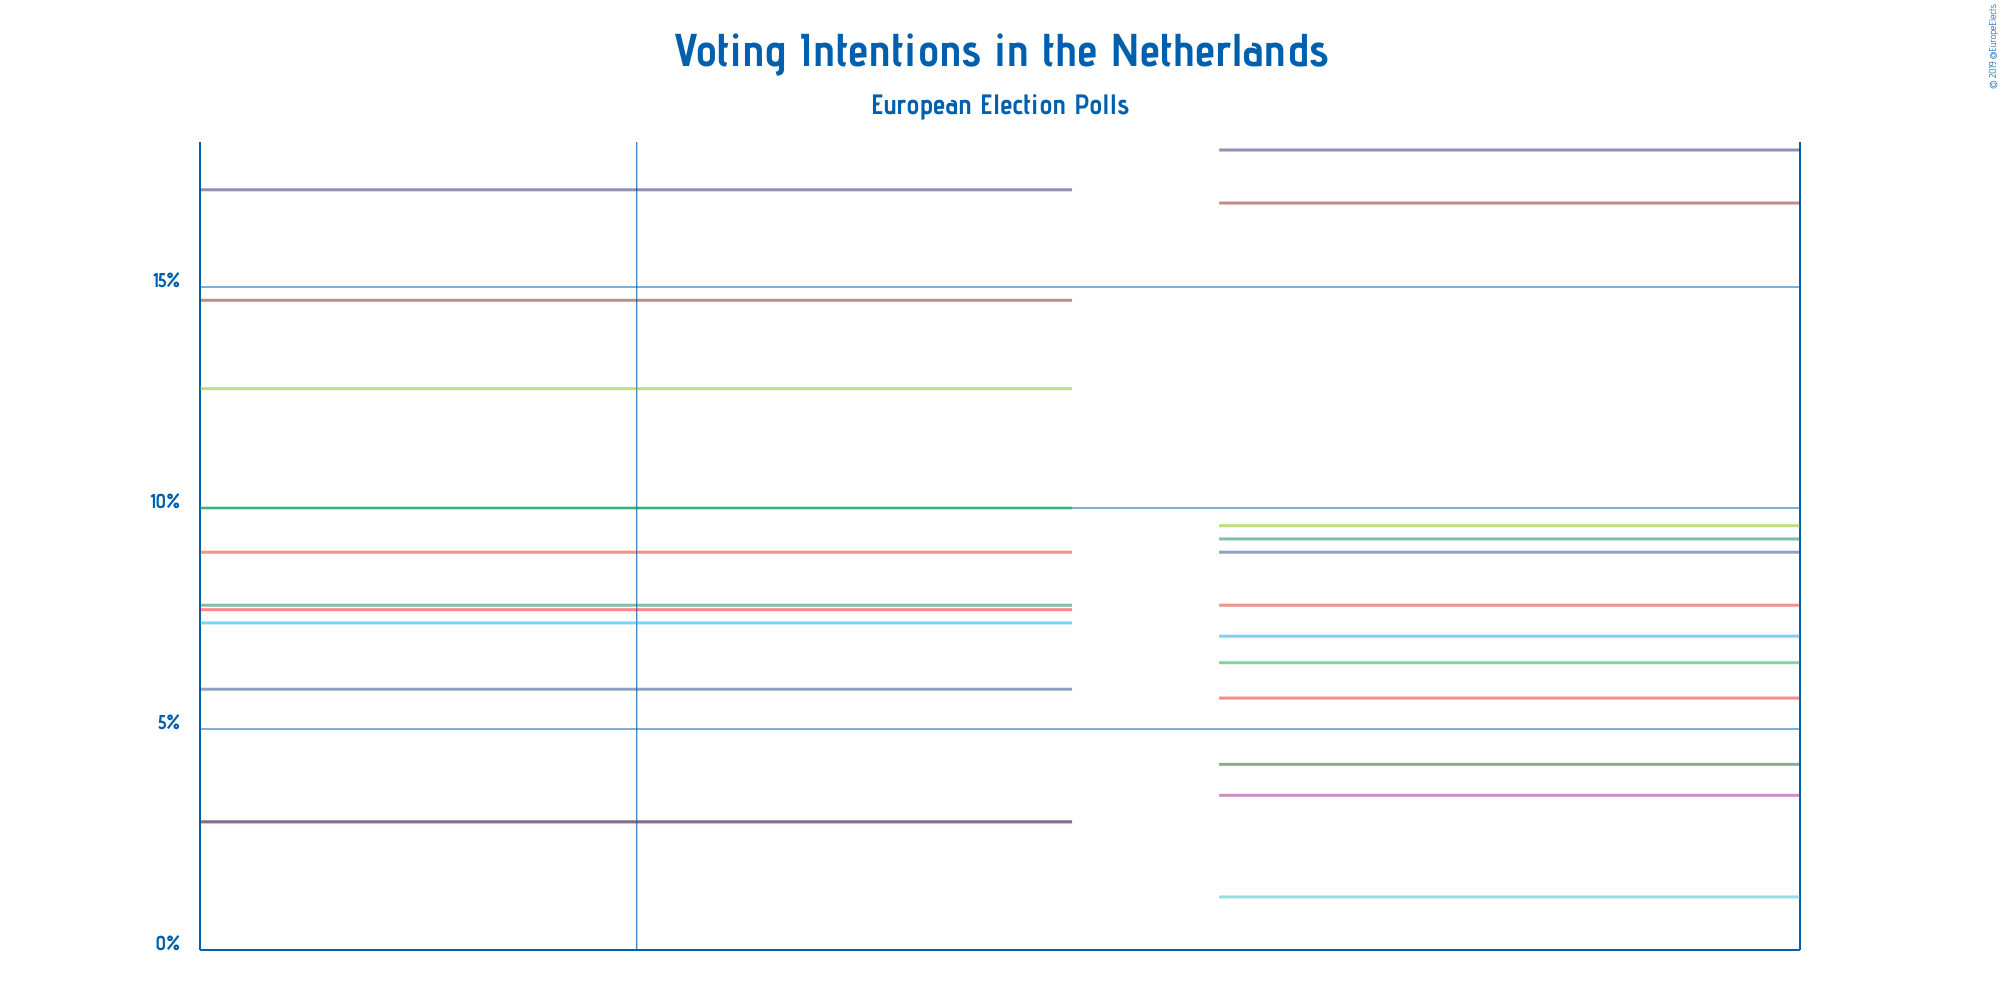 Voting Intentions in the Netherlands
European Election Polls
© 2019 @EuropeElects
15%
10%
5%
0%